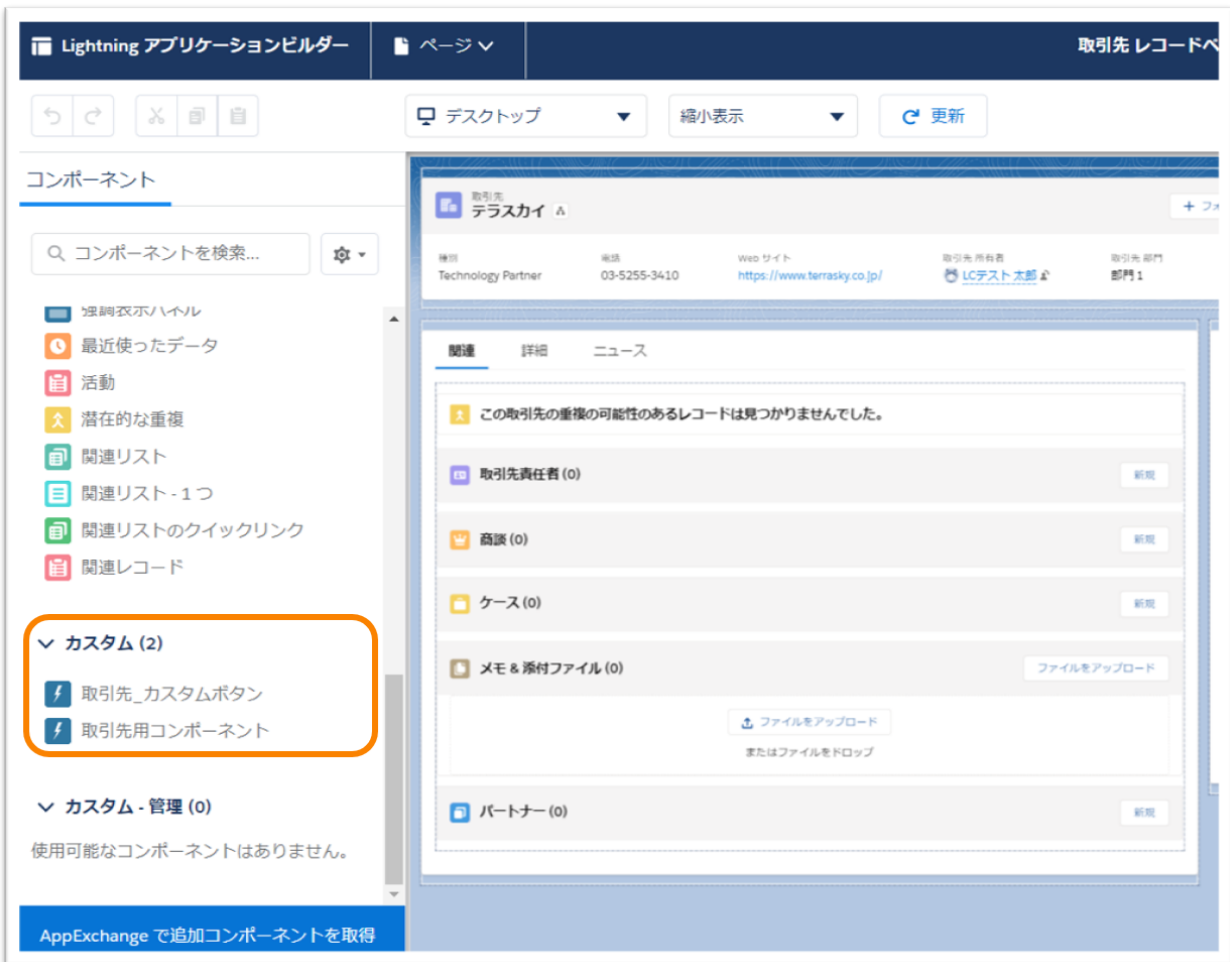 Lightning アプリケーションビルダー
ページ
取引先 レコードペ
デスクトップ
縮小表示
更新
コンポーネント
コンポーネントを検索...
強調表示パネル
最近使ったデータ
活動
潜在的な重複
関連リスト
関連リスト - 1 つ
関連リストのクイックリンク
関連レコード
カスタム (2)
取引先_カスタムボタン
取引先用コンポーネント
カスタム - 管理 (0)
使用可能なコンポーネントはありません。
AppExchange で追加コンポーネントを取得
取引先
テラスカイ
+ フォ
種別 電話 Web サイト 取引先 所有者 取引先 部門
Technology Partner 03-5255-3410 https://www.terrasky.co.jp/ LCテスト 太郎 部門1
関連 詳細 ニュース
この取引先の重複の可能性のあるレコードは見つかりませんでした。
取引先責任者 (0) 新規
商談 (0) 新規
ケース (0) 新規
メモ & 添付ファイル (0) ファイルをアップロード
ファイルをアップロード
またはファイルをドロップ
パートナー (0) 新規